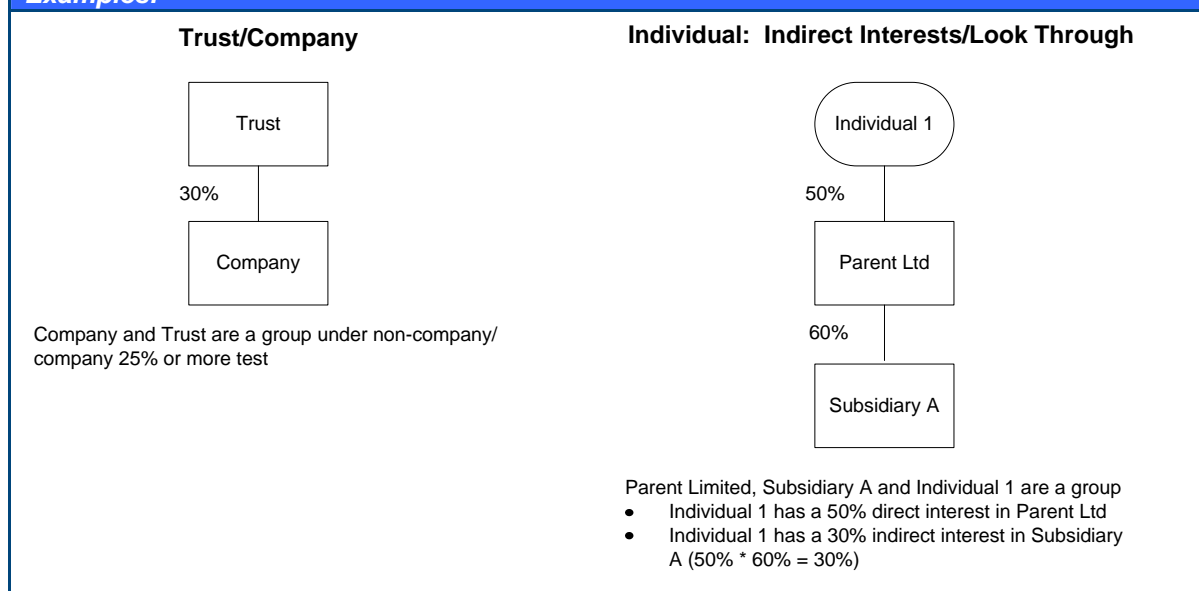 Examples:
Trust/Company
Trust
30%
Company
Company and Trust are a group under non-company/
company 25% or more test
Individual:  Indirect Interests/Look Through
Individual 1
50%
Parent Ltd
60%
Subsidiary A
Parent Limited, Subsidiary A and Individual 1 are a group
• Individual 1 has a 50% direct interest in Parent Ltd
• Individual 1 has a 30% indirect interest in Subsidiary
A (50% * 60% = 30%)